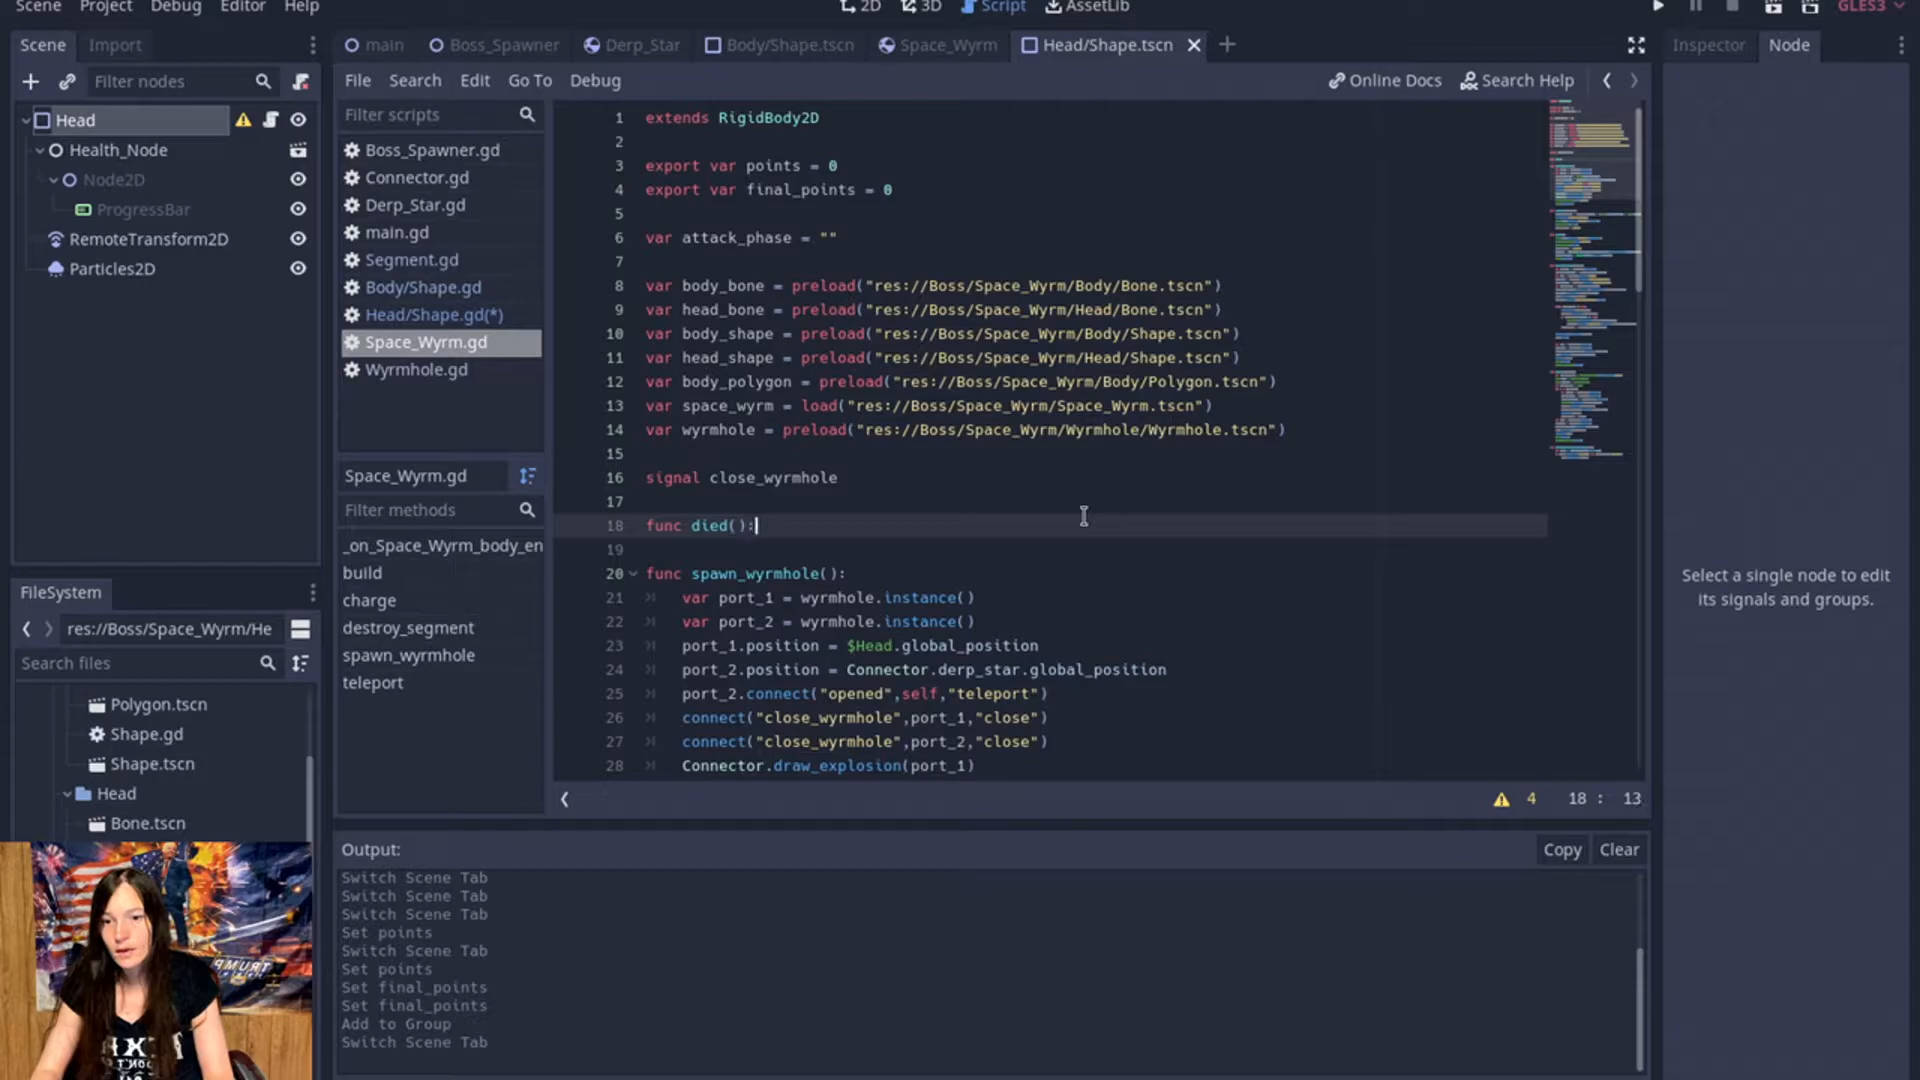 Scene Project Debug Editor Help
2D 3D Script AssetLib
GLES3
Scene Import
main Boss_Spawner Derp_Star Body/Shape.tscn Space_Wyrm Head/Shape.tscn
Inspector Node
Filter nodes
File Search Edit Go To Debug
Online Docs Search Help
Head
Health_Node
Node2D
ProgressBar
RemoteTransform2D
Particles2D
Filter scripts
Boss_Spawner.gd
Connector.gd
Derp_Star.gd
main.gd
Segment.gd
Body/Shape.gd
Head/Shape.gd(*)
Space_Wyrm.gd
Wyrmhole.gd
Space_Wyrm.gd
Filter methods
_on_Space_Wyrm_body_en
build
charge
destroy_segment
spawn_wyrmhole
teleport
1 extends RigidBody2D
2
3 export var points = 0
4 export var final_points = 0
5
6 var attack_phase = ""
7
8 var body_bone = preload("res://Boss/Space_Wyrm/Body/Bone.tscn")
9 var head_bone = preload("res://Boss/Space_Wyrm/Head/Bone.tscn")
10 var body_shape = preload("res://Boss/Space_Wyrm/Body/Shape.tscn")
11 var head_shape = preload("res://Boss/Space_Wyrm/Head/Shape.tscn")
12 var body_polygon = preload("res://Boss/Space_Wyrm/Body/Polygon.tscn")
13 var space_wyrm = load("res://Boss/Space_Wyrm/Space_Wyrm.tscn")
14 var wyrmhole = preload("res://Boss/Space_Wyrm/Wyrmhole/Wyrmhole.tscn")
15
16 signal close_wyrmhole
17
18 func died():
19
20 func spawn_wyrmhole():
21 var port_1 = wyrmhole.instance()
22 var port_2 = wyrmhole.instance()
23 port_1.position = $Head.global_position
24 port_2.position = Connector.derp_star.global_position
25 port_2.connect("opened",self,"teleport")
26 connect("close_wyrmhole",port_1,"close")
27 connect("close_wyrmhole",port_2,"close")
28 Connector.draw_explosion(port_1)
4 18 : 13
Select a single node to edit
its signals and groups.
FileSystem
res://Boss/Space_Wyrm/He
Search files
Polygon.tscn
Shape.gd
Shape.tscn
Head
Bone.tscn
Output:
Copy Clear
Switch Scene Tab
Switch Scene Tab
Switch Scene Tab
Set points
Switch Scene Tab
Set points
Set final_points
Set final_points
Add to Group
Switch Scene Tab
TRUMP